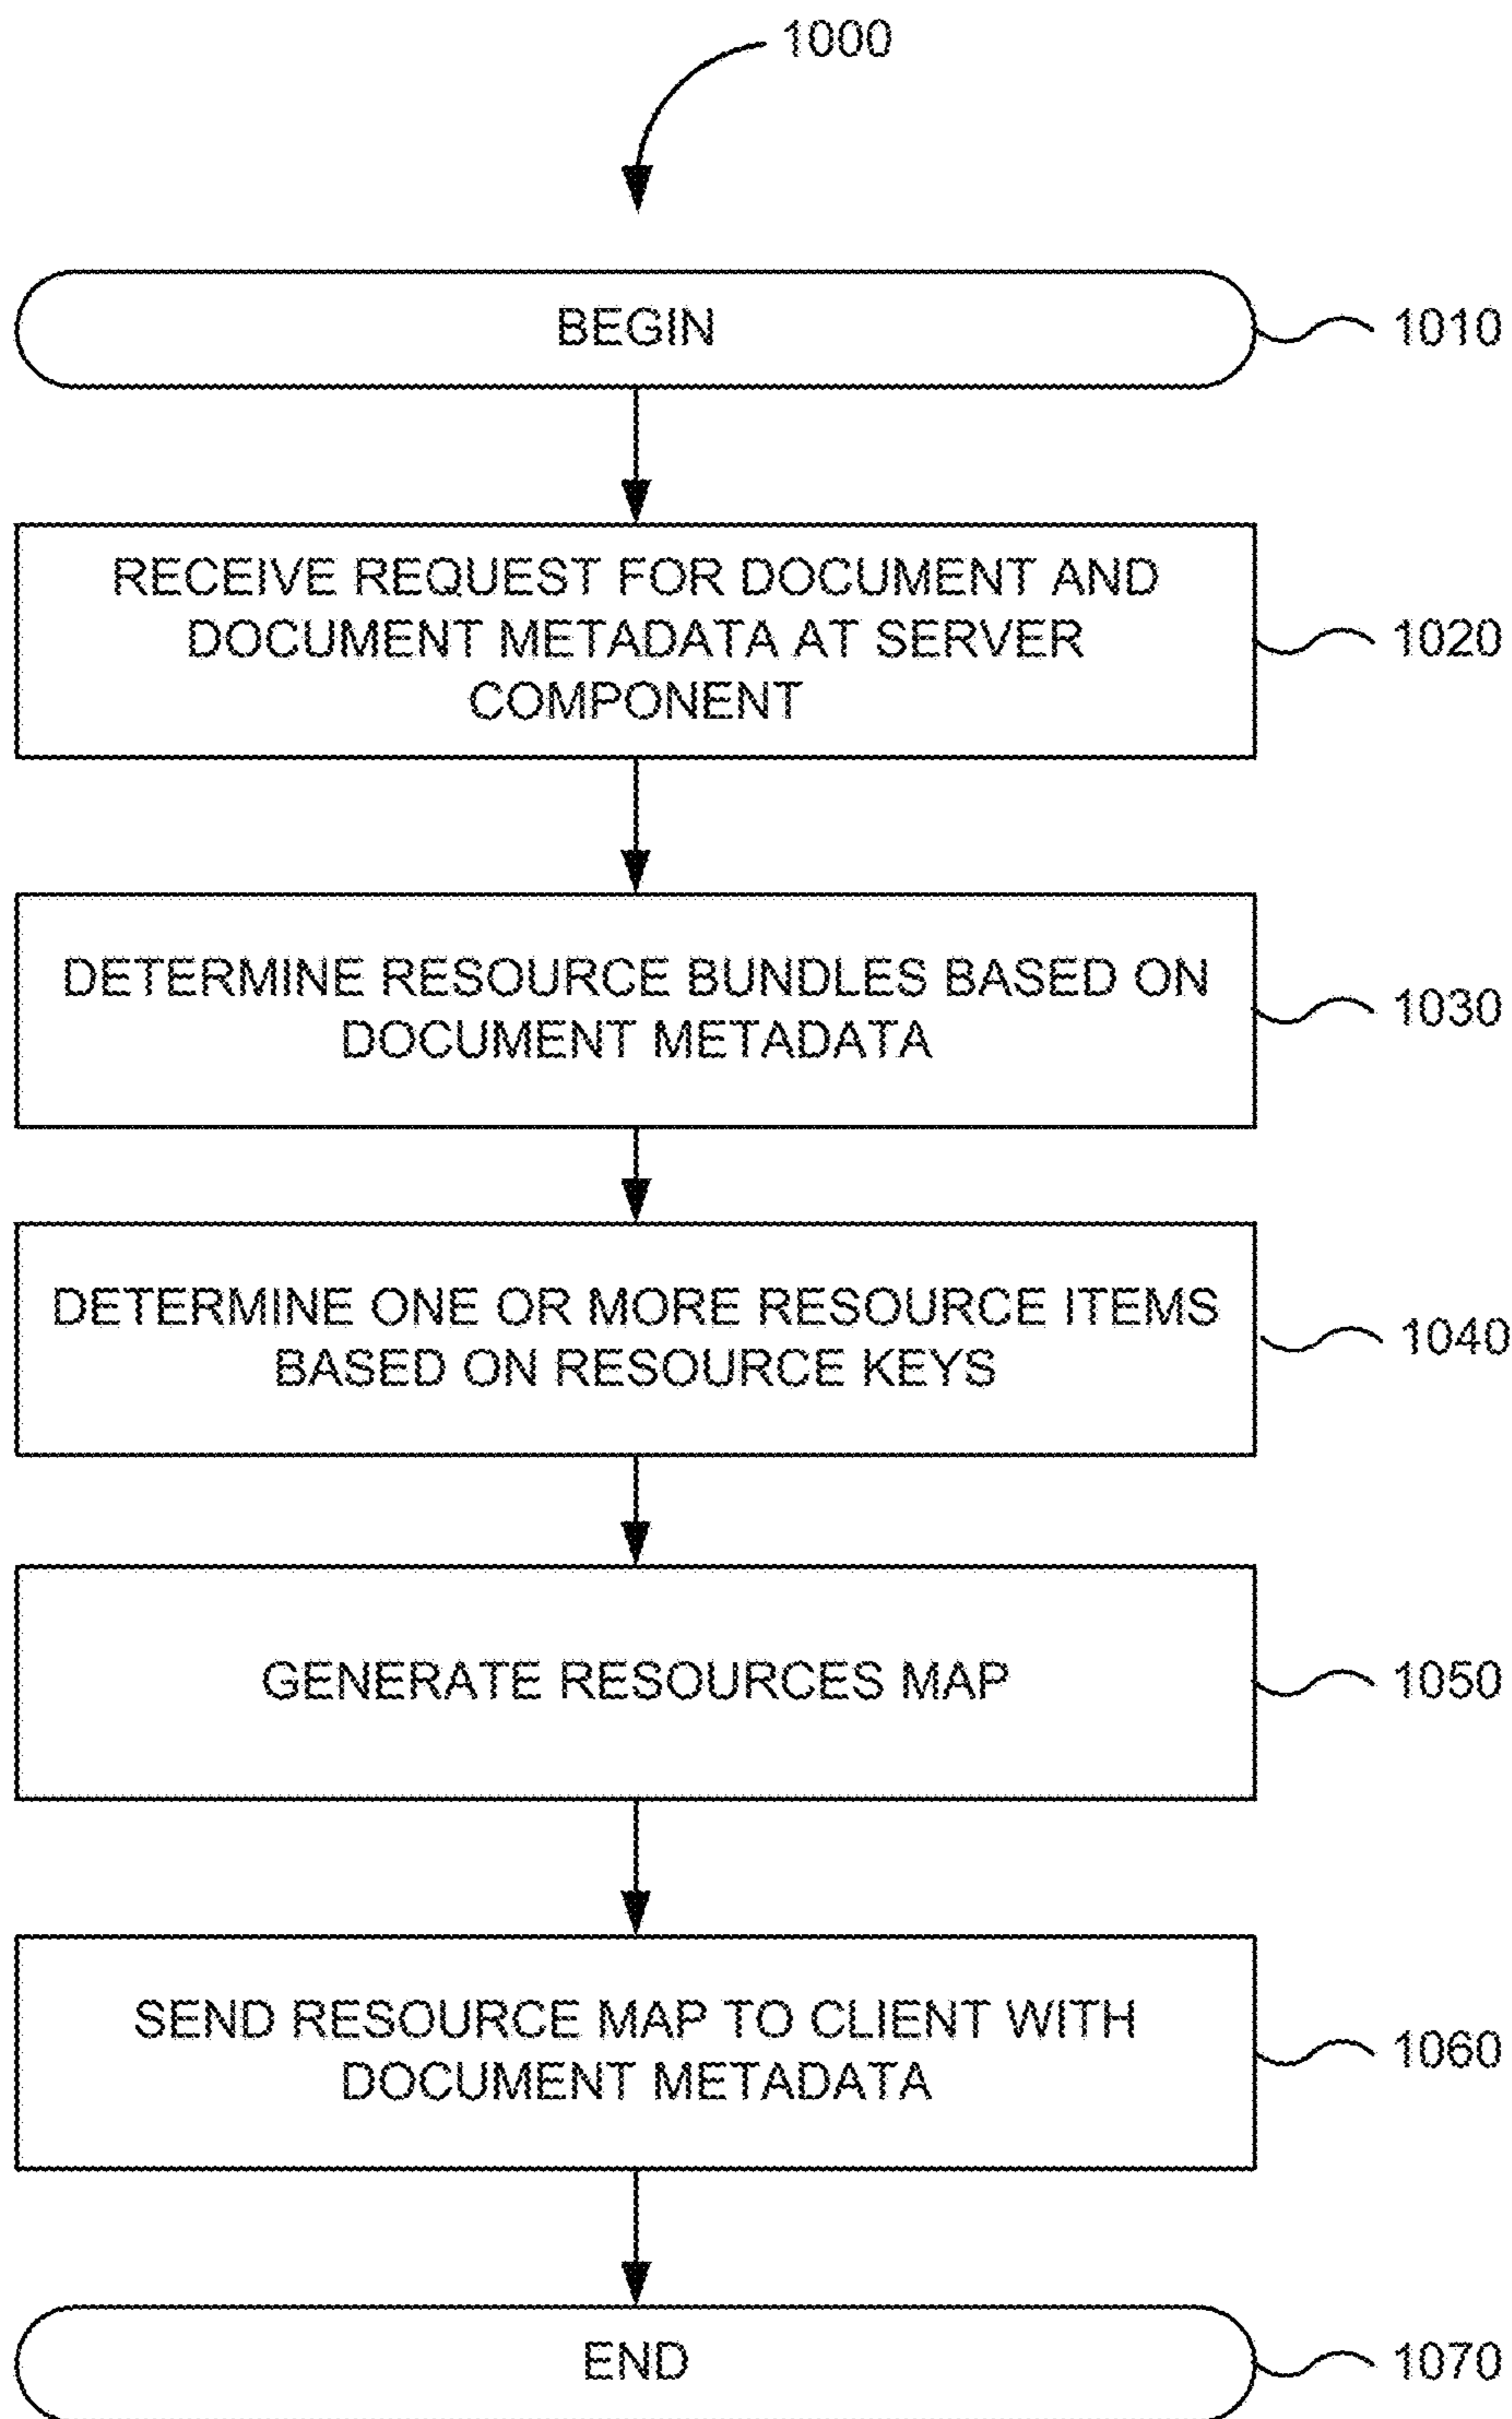 1000
BEGIN
1010
RECEIVE REQUEST FOR DOCUMENT AND
DOCUMENT METADATA AT SERVER
COMPONENT
1020
DETERMINE RESOURCE BUNDLES BASED ON
DOCUMENT METADATA
1030
DETERMINE ONE OR MORE RESOURCE ITEMS
BASED ON RESOURCE KEYS
1040
GENERATE RESOURCES MAP
1050
SEND RESOURCE MAP TO CLIENT WITH
DOCUMENT METADATA
1060
END
1070